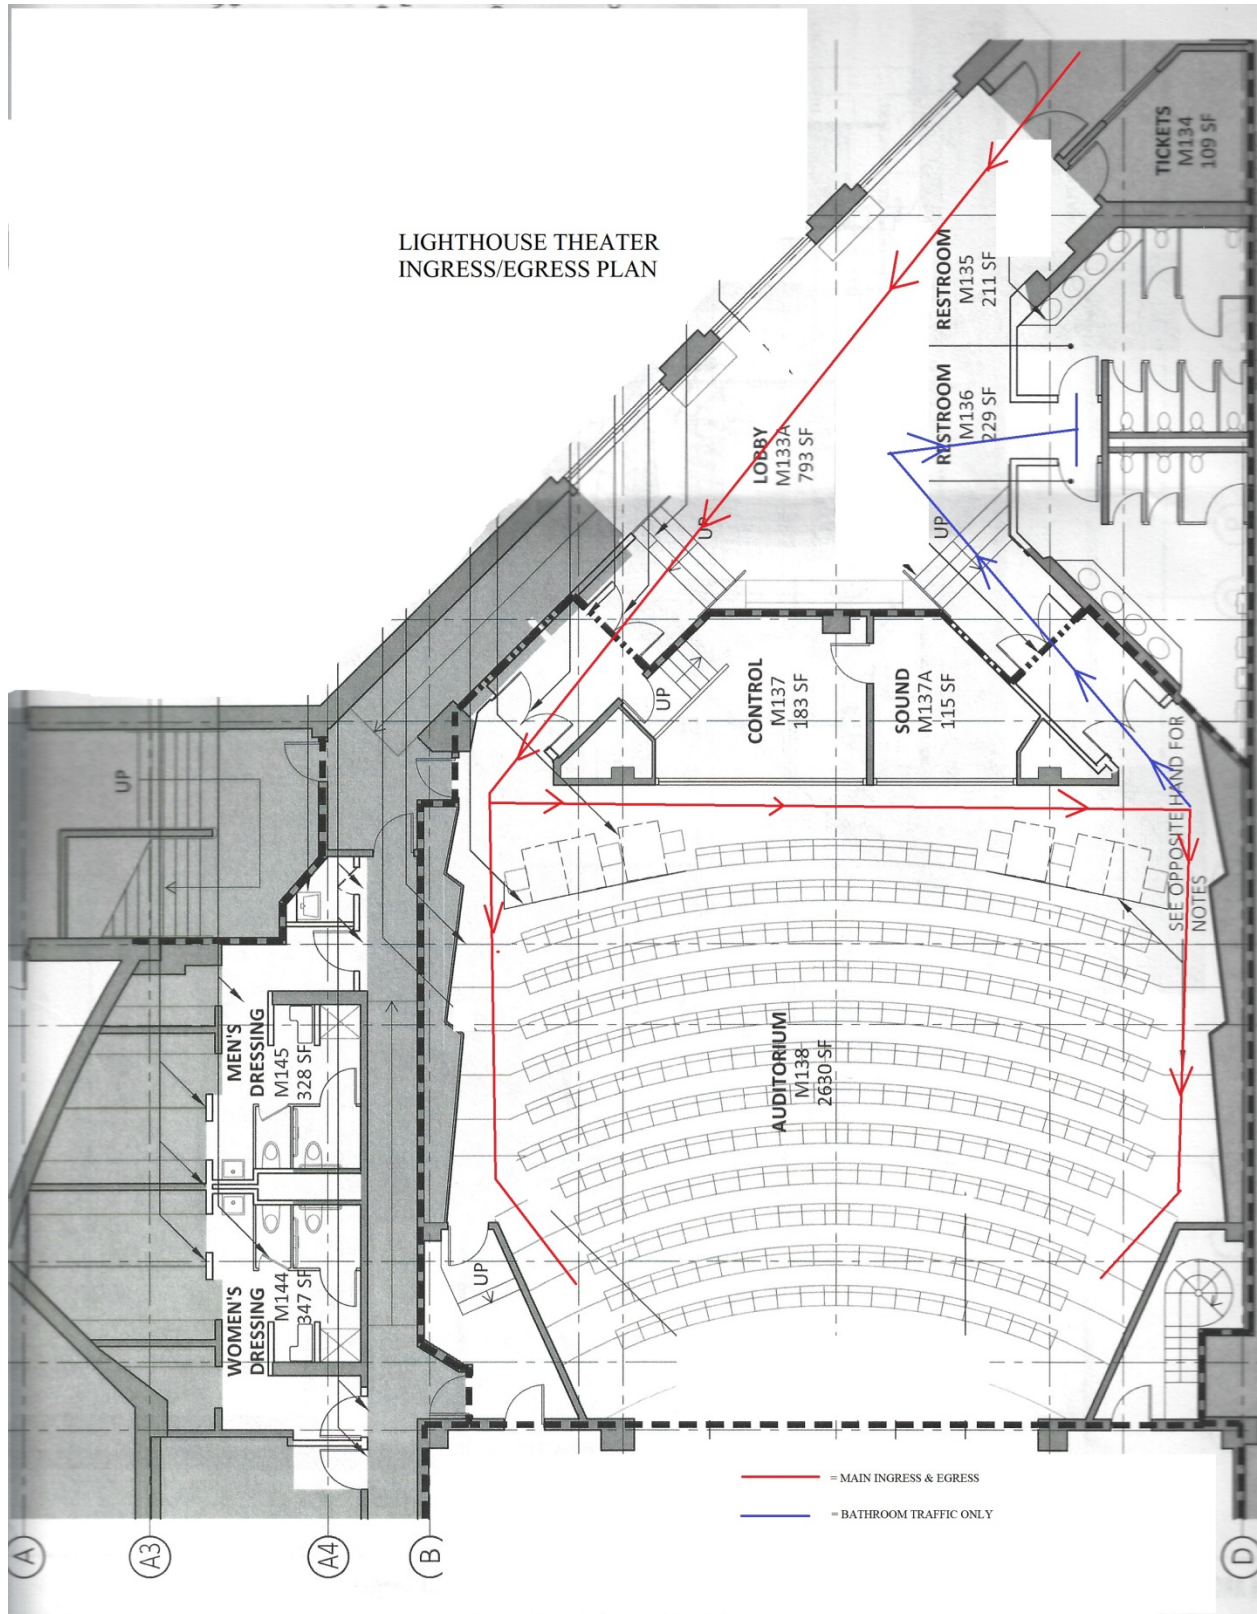 LIGHTHOUSE THEATER
INGRESS/EGRESS PLAN
TICKETS
M134
109 SF
RESTROOM
M135
211 SF
RESTROOM
M136
229 SF
LOBBY
M133A
793 SF
UP
UP
UP
CONTROL
M137
183 SF
SOUND
M137A
115 SF
SEE OPPOSITE HAND FOR
NOTES
UP
MEN'S
DRESSING
M145
328 SF
AUDITORIUM
M138
2630 SF
WOMEN'S
DRESSING
M144
347 SF
UP
= MAIN INGRESS & EGRESS
= BATHROOM TRAFFIC ONLY
A
A3
A4
B
D